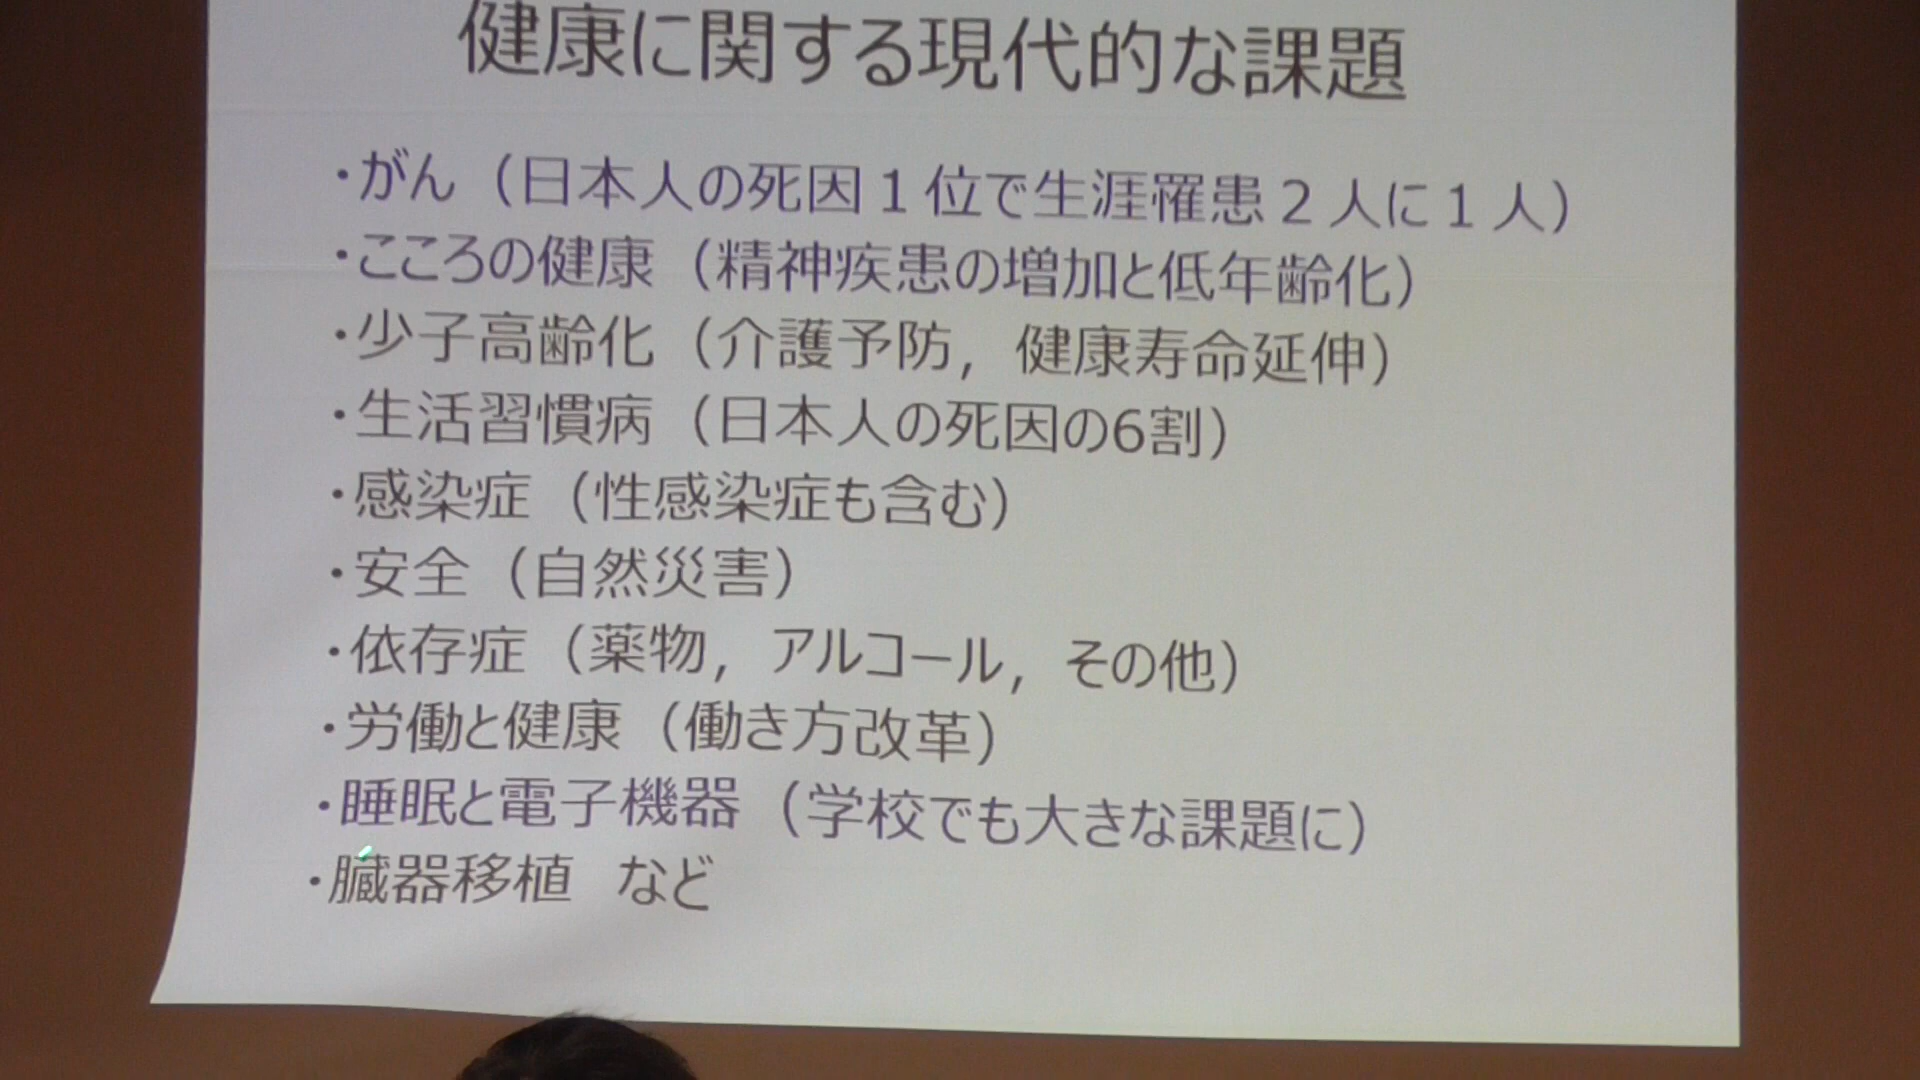 健康に関する現代的な課題
・がん（日本人の死因１位で生涯罹患２人に１人）
・こころの健康（精神疾患の増加と低年齢化）
・少子高齢化（介護予防，健康寿命延伸）
・生活習慣病（日本人の死因の6割）
・感染症（性感染症も含む）
・安全（自然災害）
・依存症（薬物，アルコール，その他）
・労働と健康（働き方改革）
・睡眠と電子機器（学校でも大きな課題に）
・臓器移植　など